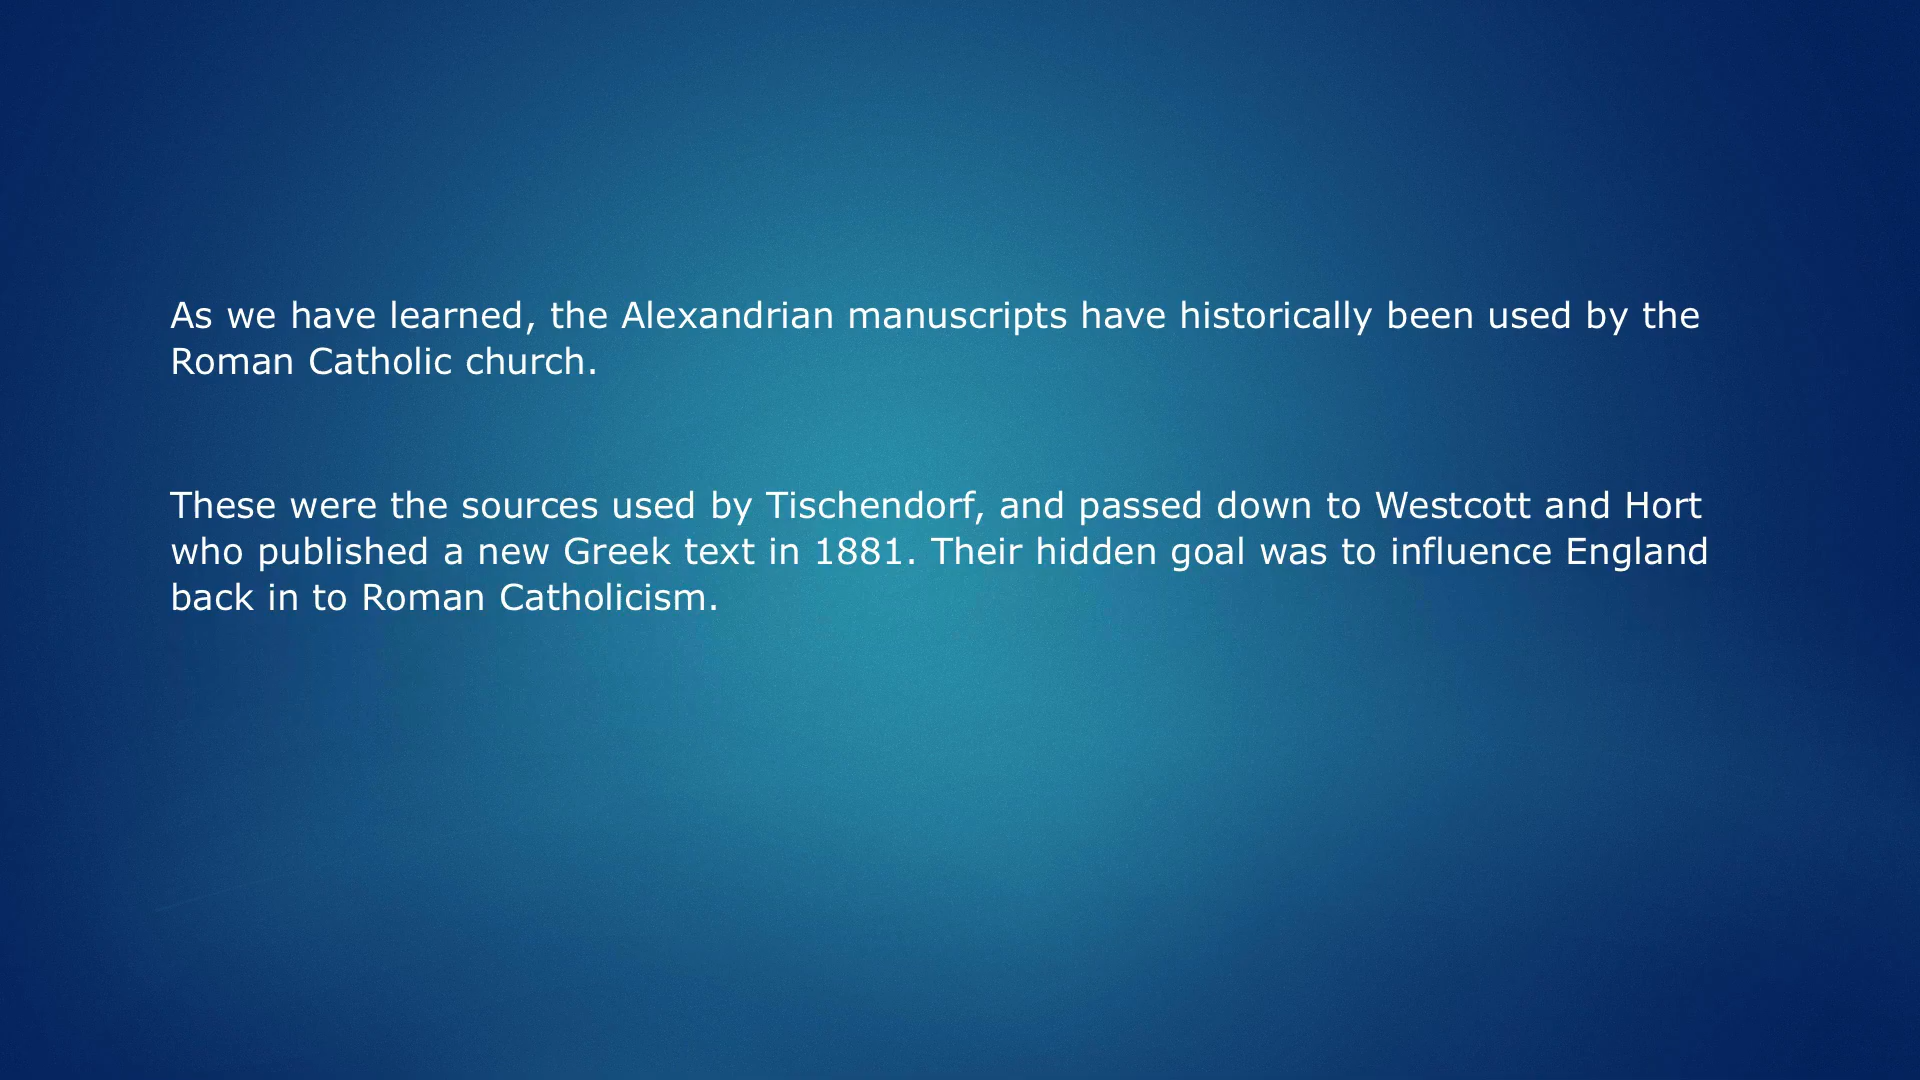 As we have learned, the Alexandrian manuscripts have historically been used by the
Roman Catholic church.
These were the sources used by Tischendorf, and passed down to Westcott and Hort
who published a new Greek text in 1881. Their hidden goal was to influence England
back in to Roman Catholicism.